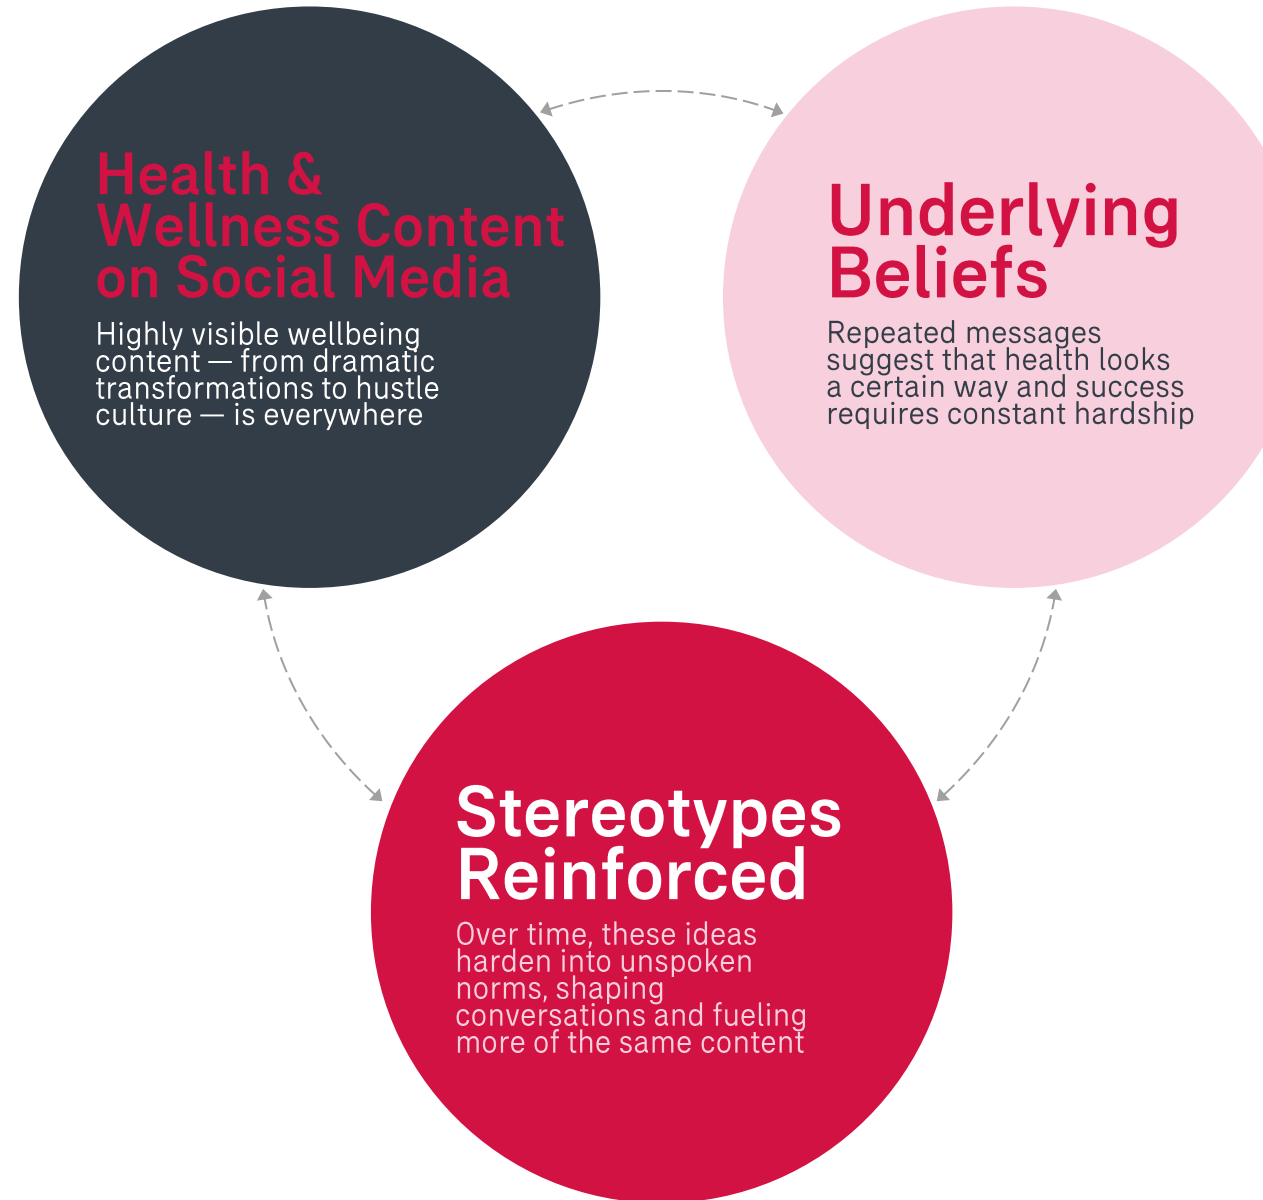 Health &
Wellness Content
on Social Media
Highly visible wellbeing
content — from dramatic
transformations to hustle
culture — is everywhere
Underlying
Beliefs
Repeated messages
suggest that health looks
a certain way and success
requires constant hardship
Stereotypes
Reinforced
Over time, these ideas
harden into unspoken
norms, shaping
conversations and fueling
more of the same content